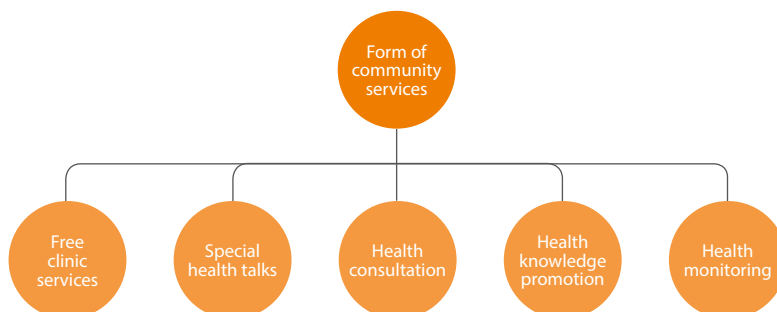 Form of
community
services
Free
clinic
services
Special
health talks
Health
consultation
Health
knowledge
promotion
Health
monitoring